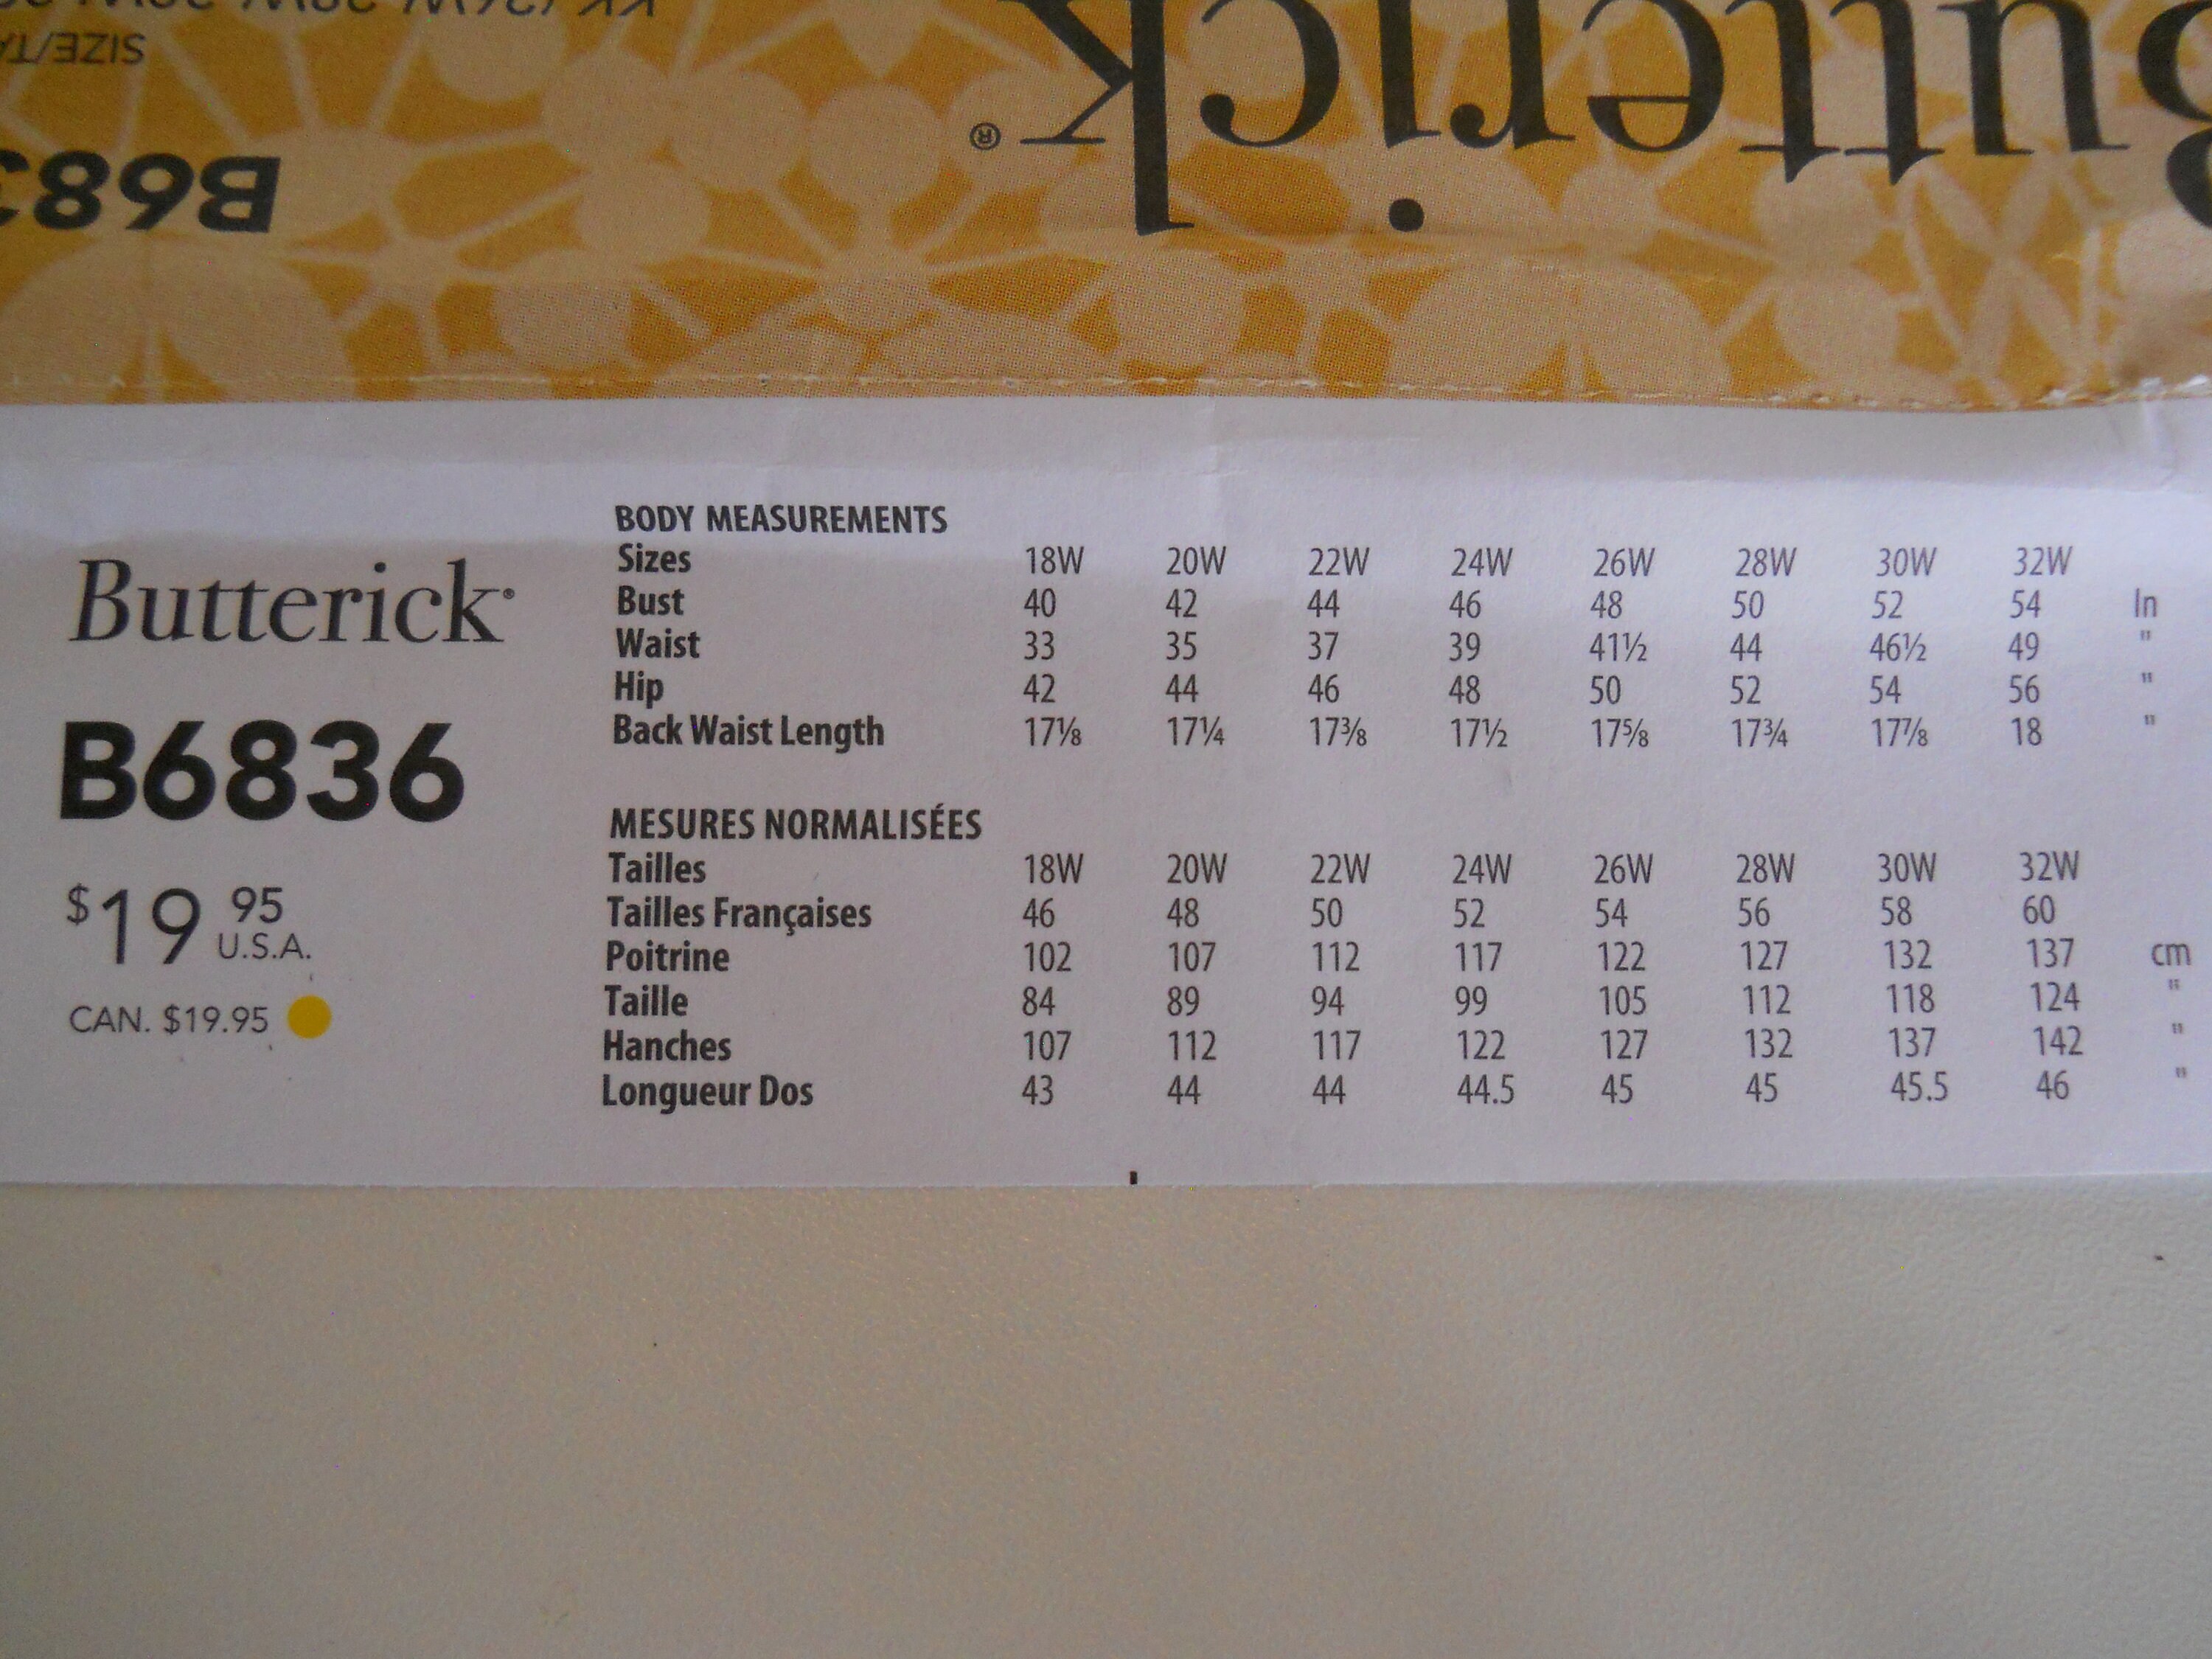 Butterick®
B683
SIZE/TA
Butterick®
B6836
$19 95
U.S.A.
CAN. $19.95
BODY MEASUREMENTS
Sizes 18W 20W 22W 24W 26W 28W 30W 32W
Bust 40 42 44 46 48 50 52 54 In
Waist 33 35 37 39 41½ 44 46½ 49 "
Hip 42 44 46 48 50 52 54 56 "
Back Waist Length 17⅛ 17¼ 17⅜ 17½ 17⅝ 17¾ 17⅞ 18 "
MESURES NORMALISÉES
Tailles 18W 20W 22W 24W 26W 28W 30W 32W
Tailles Françaises 46 48 50 52 54 56 58 60
Poitrine 102 107 112 117 122 127 132 137 cm
Taille 84 89 94 99 105 112 118 124 "
Hanches 107 112 117 122 127 132 137 142 "
Longueur Dos 43 44 44 44.5 45 45 45.5 46 "